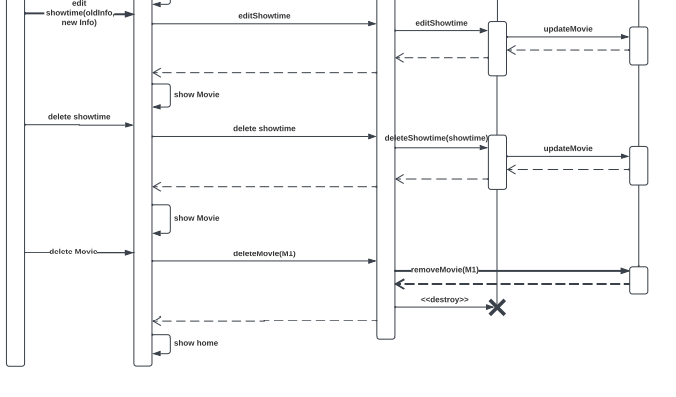 edit
showtime(oldInfo,
new Info)
editShowtime
editShowtime
updateMovie
show Movie
delete showtime
delete showtime
deleteShowtime(showtime)
updateMovie
show Movie
delete Movie
deleteMovie(M1)
removeMovie(M1)
<<destroy>>
show home